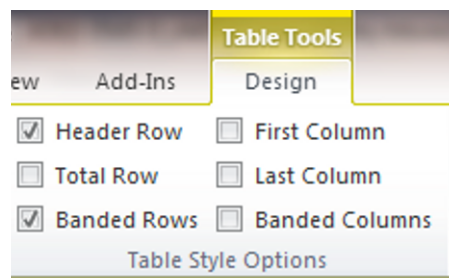 Table Tools
ew Add-Ins Design
Header Row First Column
Total Row Last Column
Banded Rows Banded Columns
Table Style Options